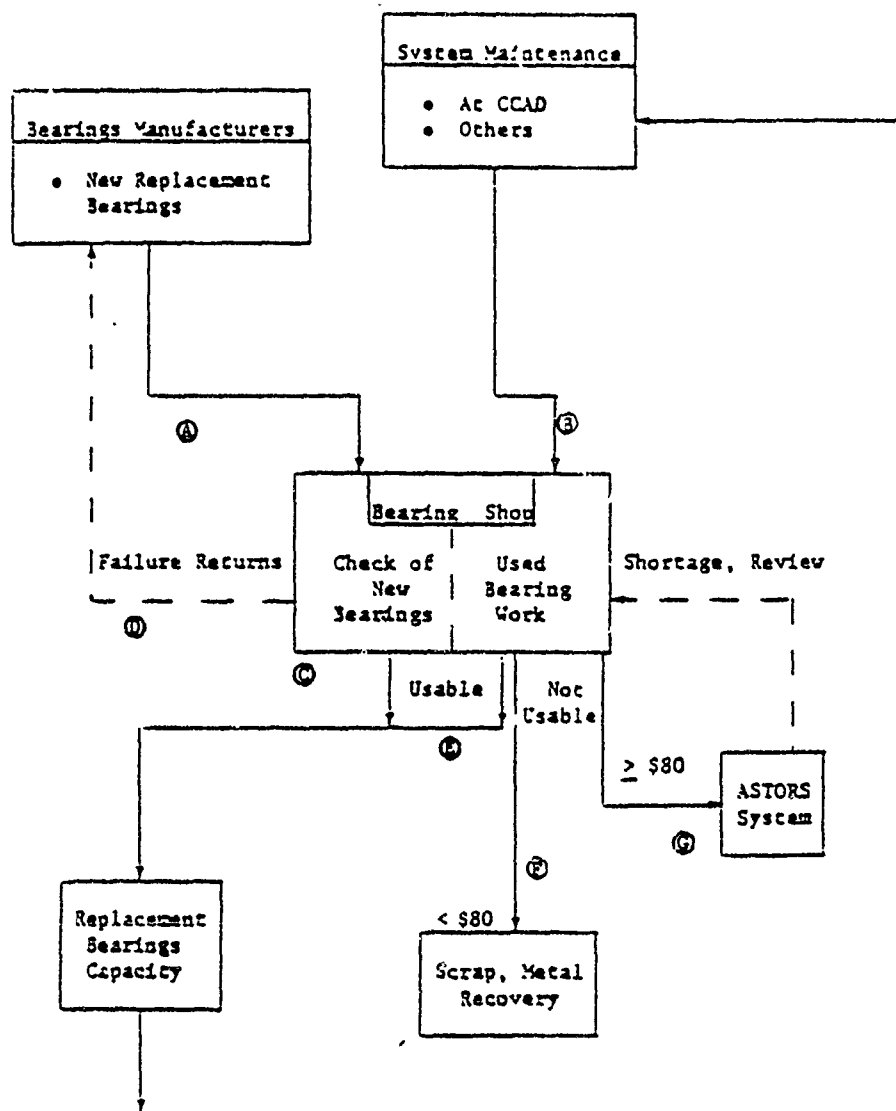 System Maintenance
• At CCAD
• Others
Bearings Manufacturers
• New Replacement
Bearings
Ⓐ
Ⓑ
Bearing Shop
Failure Returns
Check of
New
Bearings
Used
Bearing
Work
Shortage, Review
Ⓓ
Ⓒ
Usable
Not
Usable
Ⓔ
≥ $80
ASTORS
System
Ⓖ
Ⓕ
< $80
Replacement
Bearings
Capacity
Scrap, Metal
Recovery